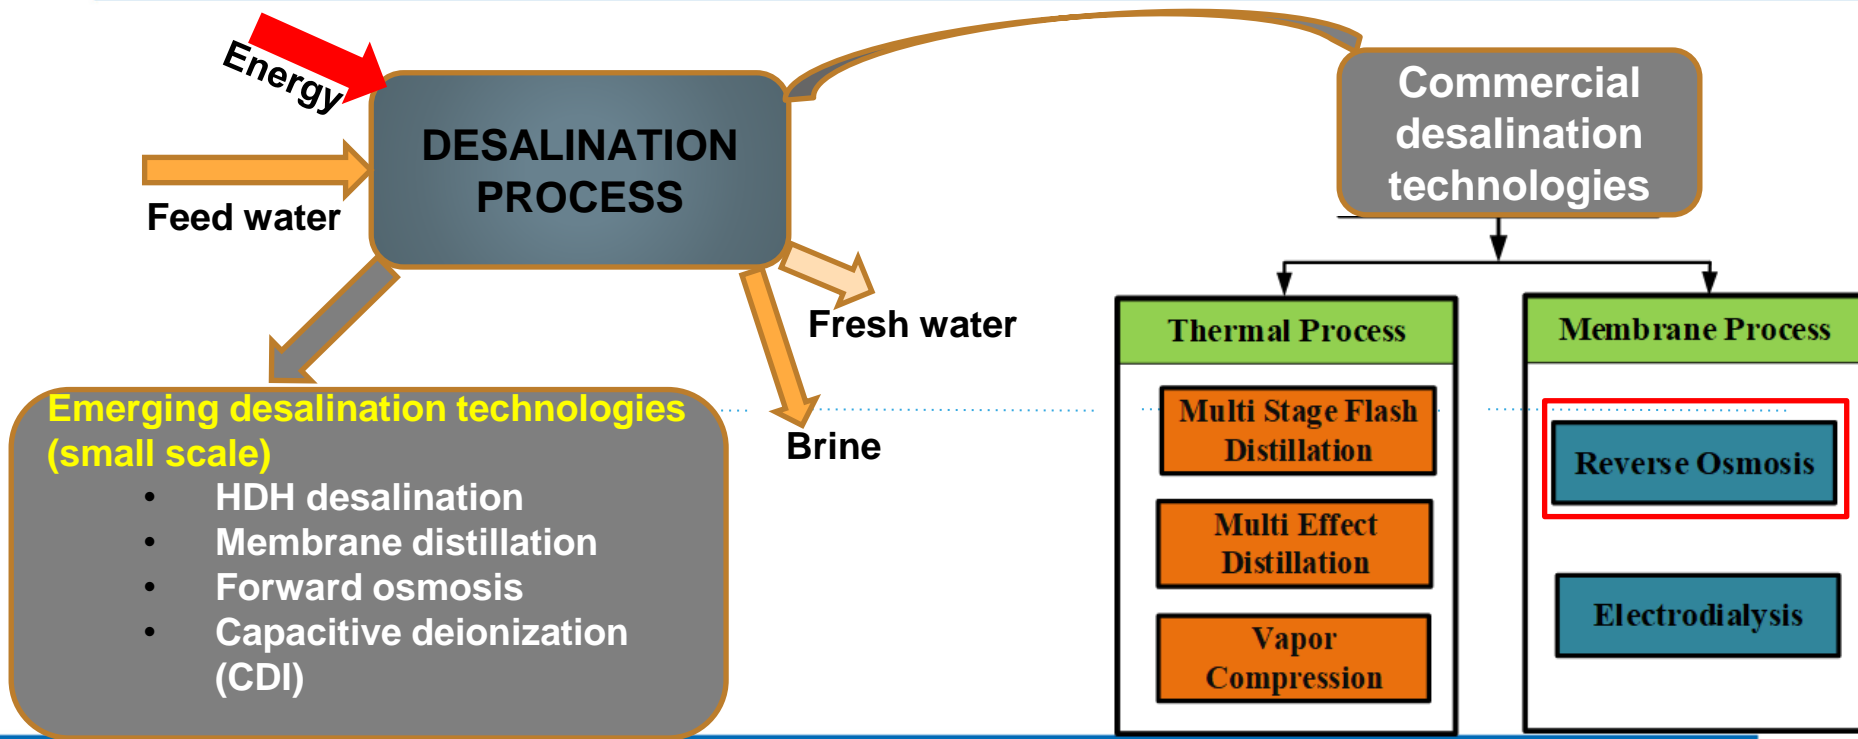 Energy
DESALINATION
PROCESS
Feed water
Fresh water
Brine
Emerging desalination technologies
(small scale)
• HDH desalination
• Membrane distillation
• Forward osmosis
• Capacitive deionization
(CDI)
Commercial
desalination
technologies
Thermal Process
Multi Stage Flash
Distillation
Multi Effect
Distillation
Vapor
Compression
Membrane Process
Reverse Osmosis
Electrodialysis